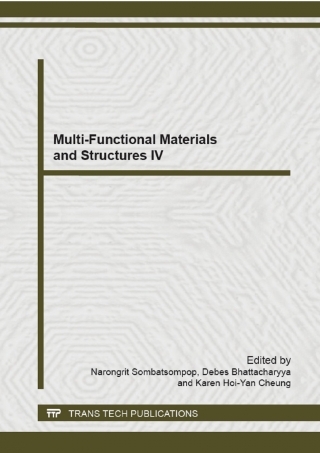 Multi-Functional Materials
and Structures IV
Edited by
Narongrit Sombatsompop, Debes Bhattacharyya
and Karen Hoi-Yan Cheung
TTP TRANS TECH PUBLICATIONS